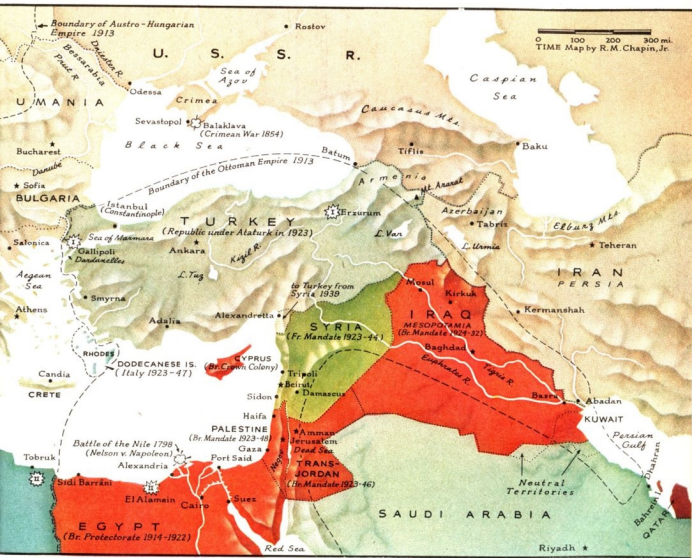 Boundary of Austro-Hungarian
Empire 1913
Rostov
0 100 200 300 mi.
TIME Map by R.M.Chapin,Jr.
U. S. S. R.
Dniester R.
Bessarabia
Prut R.
Sea of
Azov
Caspian
Sea
Odessa
UMANIA
Crimea
Caucasus Mts.
Sevastopol
Balaklava
(Crimean War 1854)
Bucharest
Black Sea
Tiflis
Baku
Batum
Danube
Boundary of the Ottoman Empire 1913
Armenia
Mt. Ararat
Sofia
BULGARIA
Istanbul
(Constantinople)
TURKEY
(Republic under Ataturk in 1923)
I
Erzurum
Azerbaijan
Tabriz
Elburz Mts.
Salonica
Sea of Marmara
I
Gallipoli
Dardanelles
Ankara
Kizil R.
L.Van
L.Urmia
Teheran
Aegean
Sea
L.Tuz
IRAN
PERSIA
to Turkey from
Syria 1939
Mosul
Kirkuk
Smyrna
Athens
Adalia
Alexandretta
SYRIA
(Fr. Mandate 1923-44)
IRAQ
MESOPOTAMIA
(Br. Mandate 1924-32)
Kermanshah
RHODES
DODECANESE IS.
(Italy 1923-47)
CYPRUS
(Br. Crown Colony)
Baghdad
Euphrates R.
Tigris R.
Candia
CRETE
Tripoli
Beirut
Damascus
Sidon
Basra
Abadan
Haifa
KUWAIT
PALESTINE
(Br. Mandate 1923-48)
Amman
Jerusalem
Dead Sea
Gaza
Negeb
Persian
Gulf
Battle of the Nile 1798
(Nelson v. Napoleon)
Tobruk
II
Alexandria
Port Said
TRANS-
JORDAN
(Br. Mandate 1923-46)
Neutral
Territories
Dhahran
Sidi Barrâni
II
El Alamein
Cairo
Suez
Bahrein I.
QATAR
EGYPT
(Br. Protectorate 1914-1922)
SAUDI ARABIA
Red Sea
Riyadh